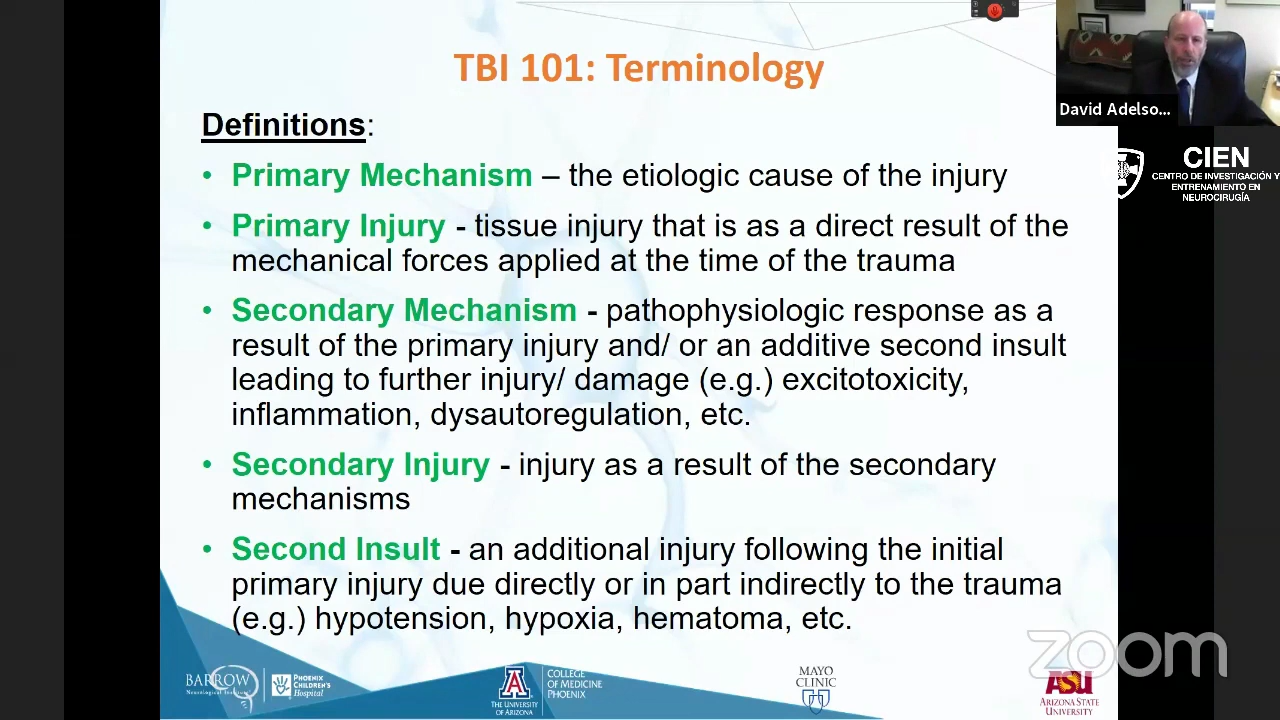 TBI 101: Terminology
David Adelso...
CIEN
CENTRO DE INVESTIGACIÓN Y
ENTRENAMIENTO EN
NEUROCIRUGÍA
Definitions:
• Primary Mechanism – the etiologic cause of the injury
• Primary Injury - tissue injury that is as a direct result of the
mechanical forces applied at the time of the trauma
• Secondary Mechanism - pathophysiologic response as a
result of the primary injury and/ or an additive second insult
leading to further injury/ damage (e.g.) excitotoxicity,
inflammation, dysautoregulation, etc.
• Secondary Injury - injury as a result of the secondary
mechanisms
• Second Insult - an additional injury following the initial
primary injury due directly or in part indirectly to the trauma
(e.g.) hypotension, hypoxia, hematoma, etc.
zoom
BARROW
Neurological Institute
PHOENIX
CHILDREN'S
Hospital
THE UNIVERSITY
OF ARIZONA
COLLEGE
OF MEDICINE
PHOENIX
MAYO
CLINIC
ASU
ARIZONA STATE
UNIVERSITY